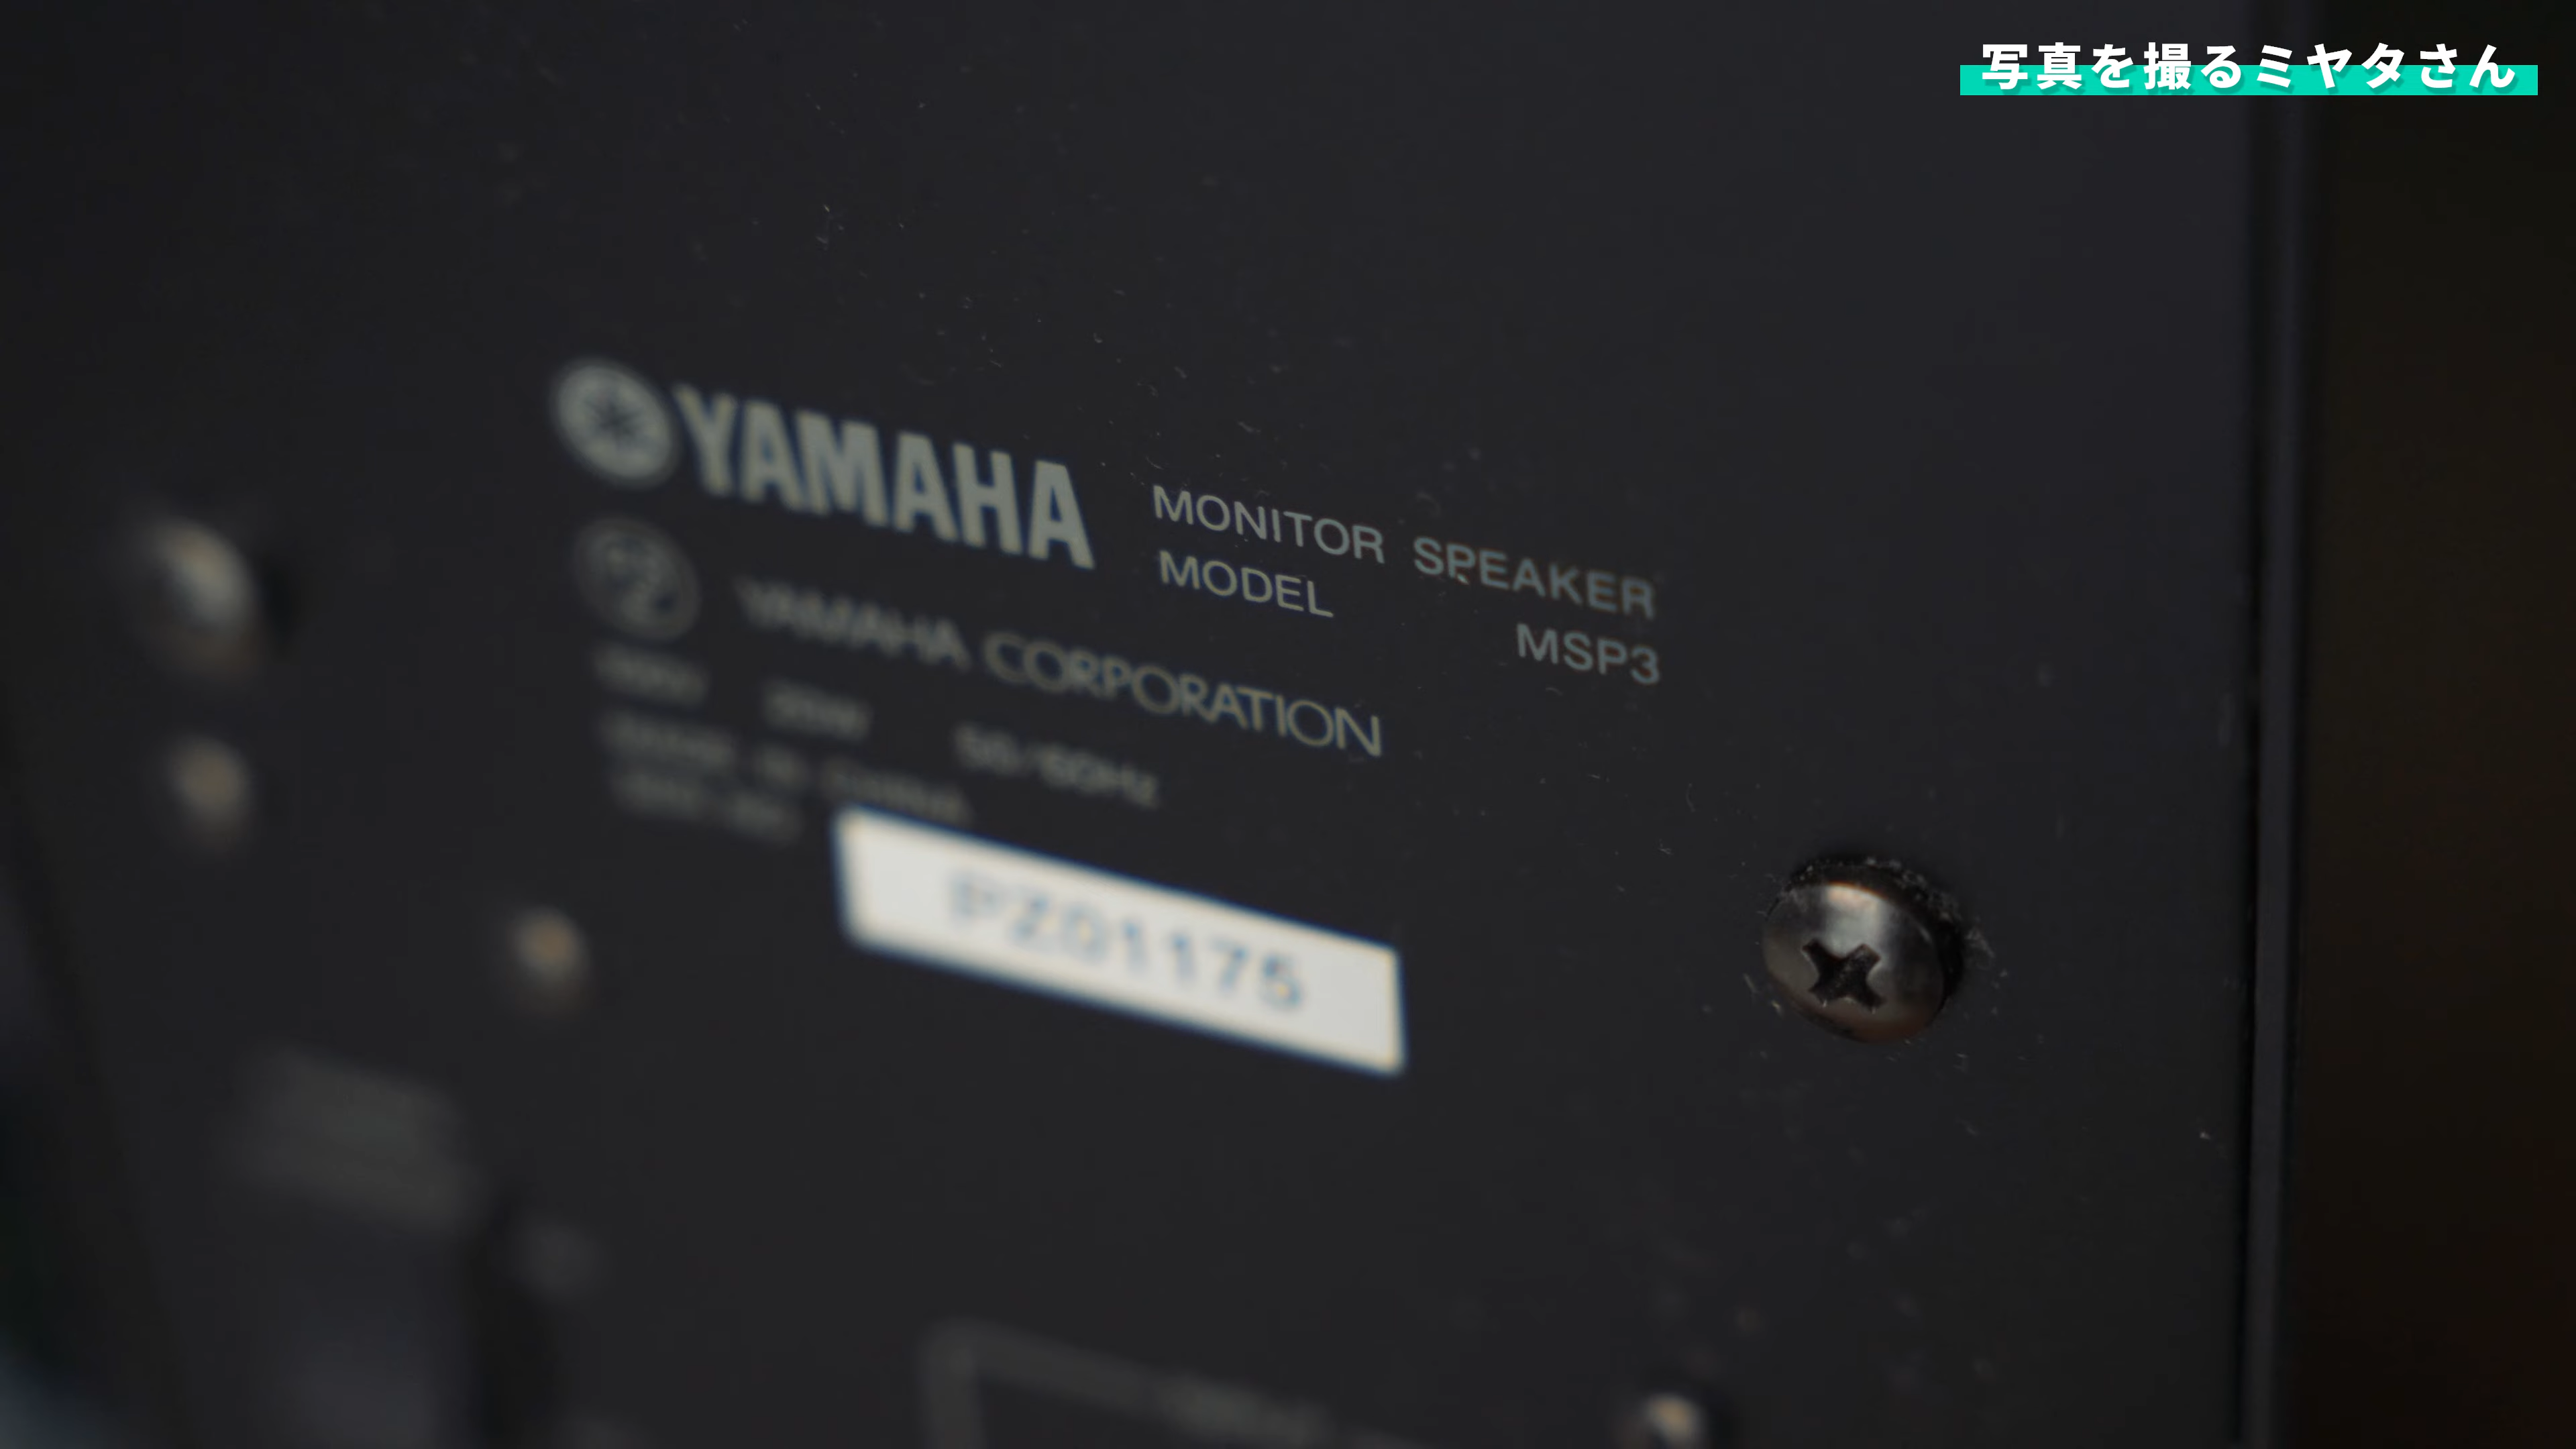 写真を撮るミヤタさん
YAMAHA
MONITOR SPEAKER
MODEL MSP3
YAMAHA CORPORATION
50/60Hz
PZ01175